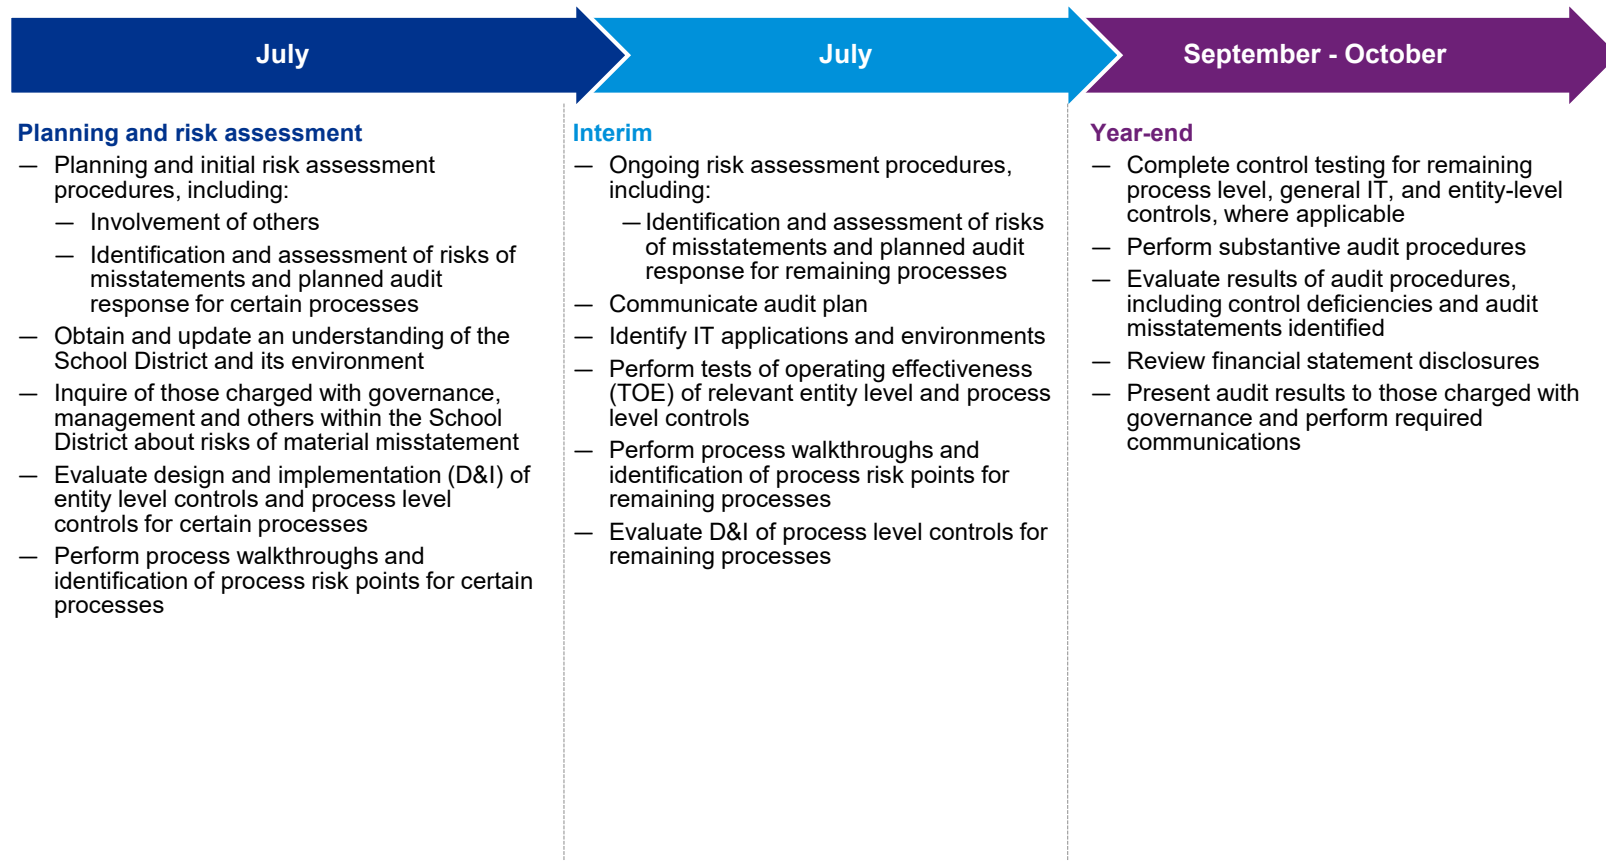 July
July
September - October
Planning and risk assessment
— Planning and initial risk assessment
procedures, including:
— Involvement of others
— Identification and assessment of risks of
misstatements and planned audit
response for certain processes
— Obtain and update an understanding of the
School District and its environment
— Inquire of those charged with governance,
management and others within the School
District about risks of material misstatement
— Evaluate design and implementation (D&I) of
entity level controls and process level
controls for certain processes
— Perform process walkthroughs and
identification of process risk points for certain
processes
Interim
— Ongoing risk assessment procedures,
including:
— Identification and assessment of risks
of misstatements and planned audit
response for remaining processes
— Communicate audit plan
— Identify IT applications and environments
— Perform tests of operating effectiveness
(TOE) of relevant entity level and process
level controls
— Perform process walkthroughs and
identification of process risk points for
remaining processes
— Evaluate D&I of process level controls for
remaining processes
Year-end
— Complete control testing for remaining
process level, general IT, and entity-level
controls, where applicable
— Perform substantive audit procedures
— Evaluate results of audit procedures,
including control deficiencies and audit
misstatements identified
— Review financial statement disclosures
— Present audit results to those charged with
governance and perform required
communications